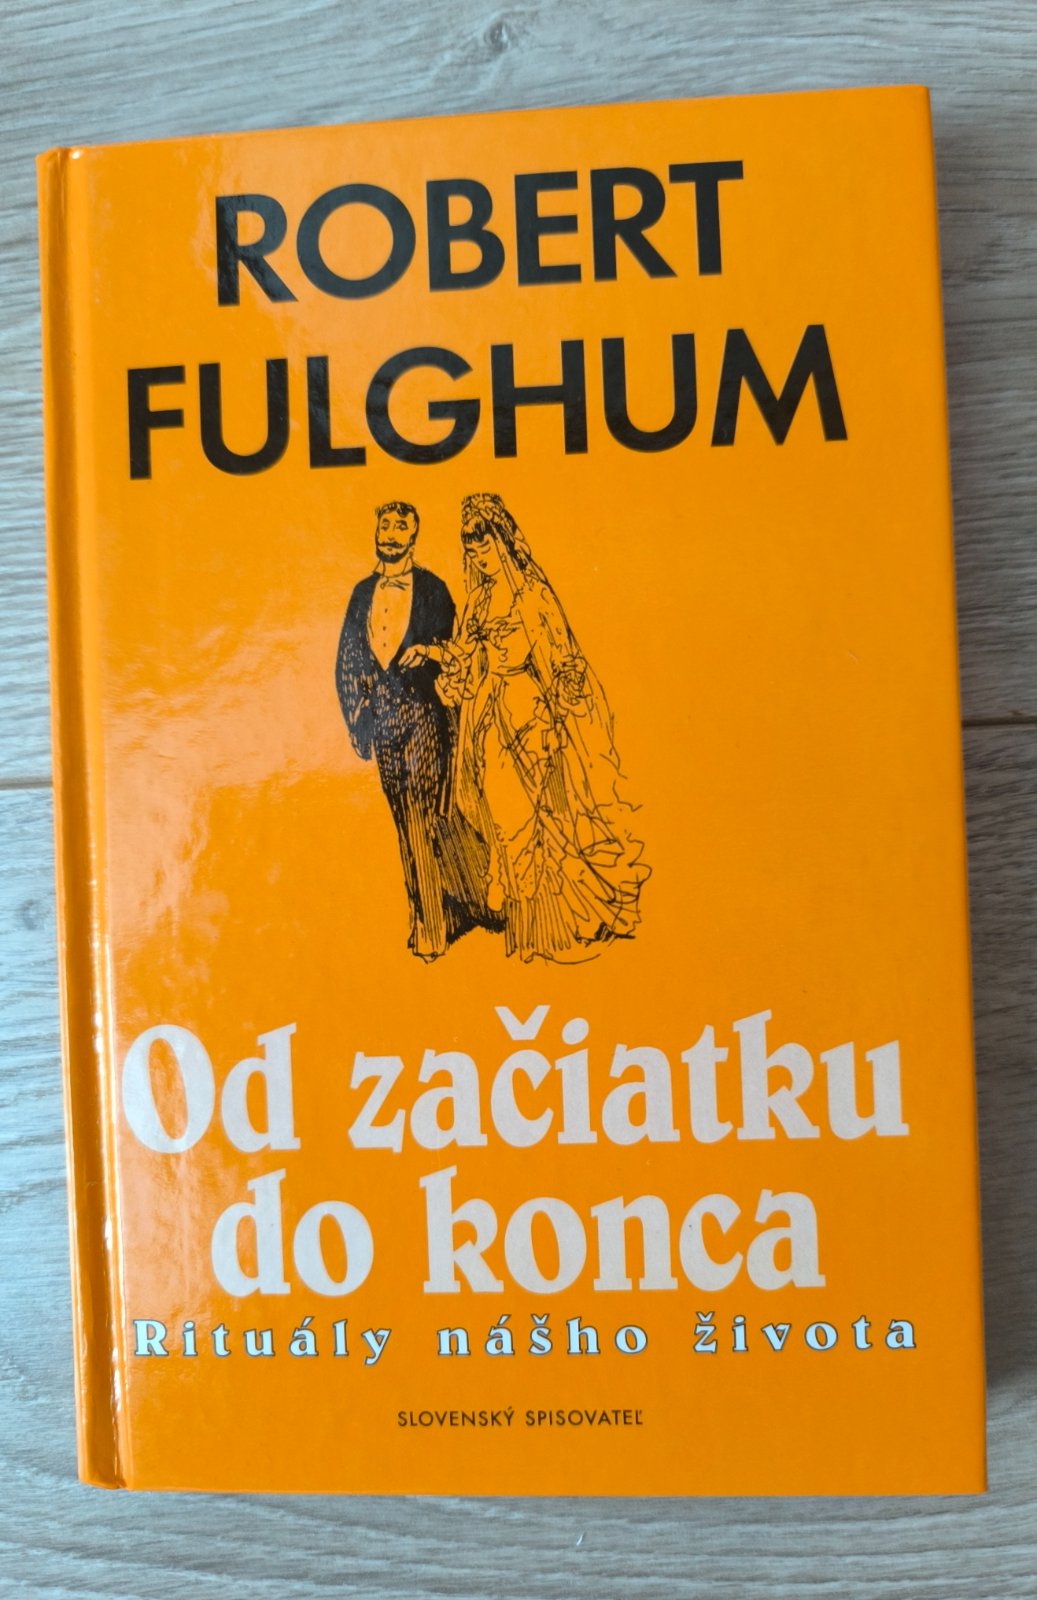 ROBERT
FULGHUM
Od začiatku
do konca
Rituály nášho života
SLOVENSKÝ SPISOVATEĽ